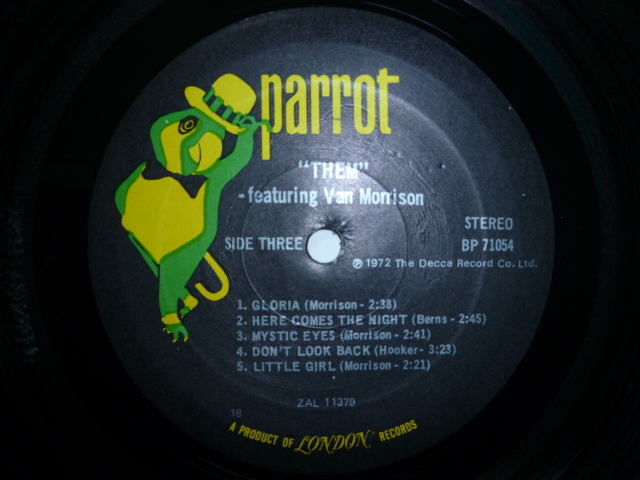 parrot
"THEM"
-featuring Van Morrison
STEREO
SIDE THREE
BP 71054
℗ 1972 The Decca Record Co. Ltd.
1. GLORIA (Morrison - 2:38)
2. HERE COMES THE NIGHT (Berns - 2:45)
3. MYSTIC EYES (Morrison - 2:41)
4. DON'T LOOK BACK (Hooker - 3:23)
5. LITTLE GIRL (Morrison - 2:21)
ZAL 11379
18
A PRODUCT OF LONDON® RECORDS